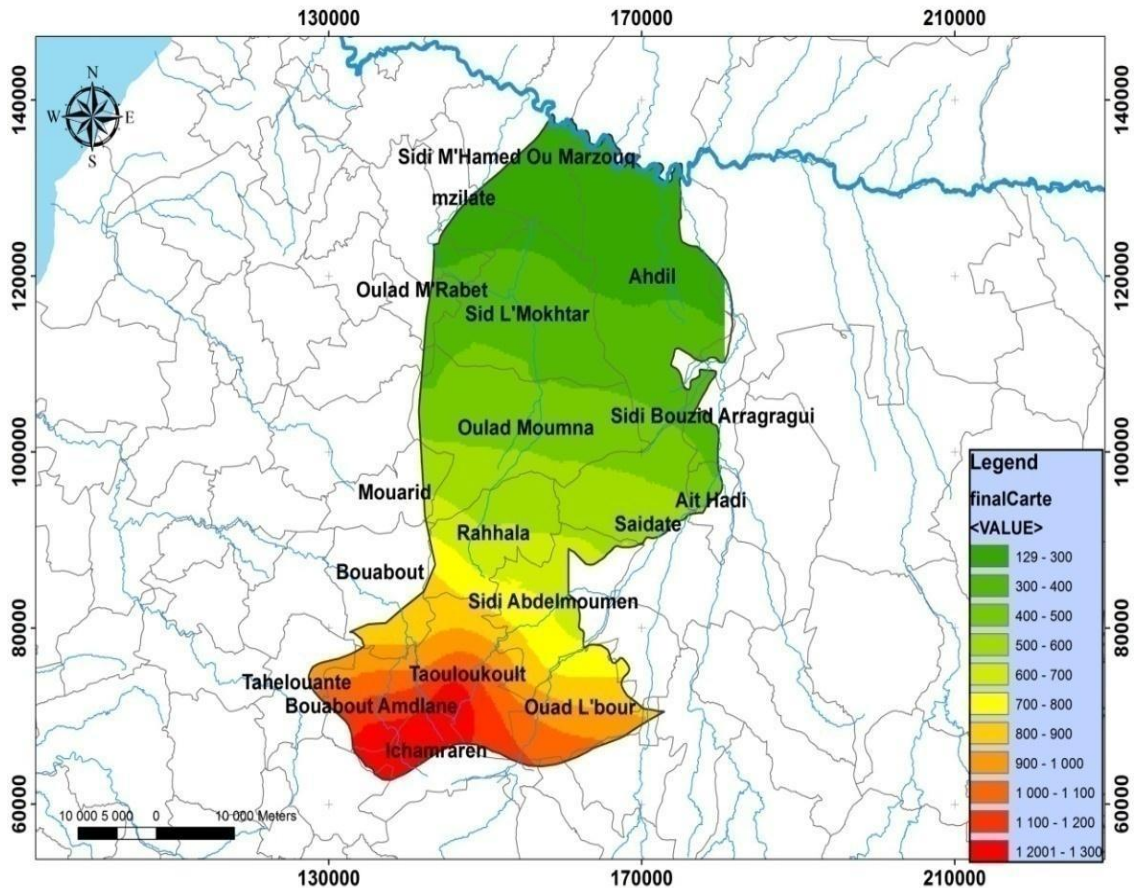 130000 170000 210000
140000 140000
N
W E
S
Sidi M'Hamed Ou Marzouq
mzilate
120000 120000
Ahdil
Oulad M'Rabet
Sid L'Mokhtar
Sidi Bouzid Arragragui
Oulad Moumna
100000 100000
Mouarid
Ait Hadi
Saidate
Rahhala
Bouabout
Sidi Abdelmoumen
80000 80000
Taouloukoult
Tahelouante
Bouabout Amdlane
Ouad L'bour
Ichamraren
60000 60000
10 000 5 000 0 10 000 Meters
130000 170000 210000
Legend
finalCarte
<VALUE>
129 - 300
300 - 400
400 - 500
500 - 600
600 - 700
700 - 800
800 - 900
900 - 1 000
1 000 - 1 100
1 100 - 1 200
1 2001 - 1 300